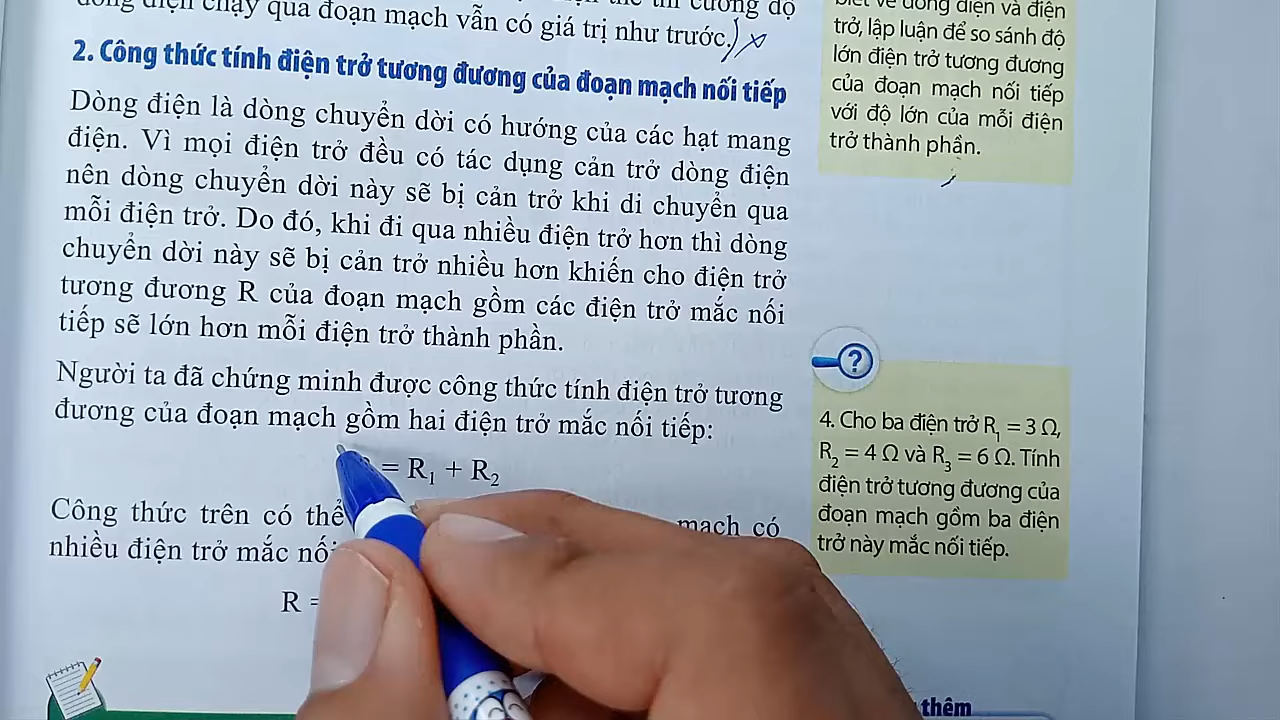 dòng điện chạy qua đoạn mạch vẫn có giá trị như trước.
2. Công thức tính điện trở tương đương của đoạn mạch nối tiếp
Dòng điện là dòng chuyển dời có hướng của các hạt mang
điện. Vì mọi điện trở đều có tác dụng cản trở dòng điện
nên dòng chuyển dời này sẽ bị cản trở khi di chuyển qua
mỗi điện trở. Do đó, khi đi qua nhiều điện trở hơn thì dòng
chuyển dời này sẽ bị cản trở nhiều hơn khiến cho điện trở
tương đương R của đoạn mạch gồm các điện trở mắc nối
tiếp sẽ lớn hơn mỗi điện trở thành phần.
Người ta đã chứng minh được công thức tính điện trở tương
đương của đoạn mạch gồm hai điện trở mắc nối tiếp:
= R₁ + R₂
Công thức trên có thể mạch có
nhiều điện trở mắc nối
R =
biết về dòng điện và điện
trở, lập luận để so sánh độ
lớn điện trở tương đương
của đoạn mạch nối tiếp
với độ lớn của mỗi điện
trở thành phần.
?
4. Cho ba điện trở R₁ = 3 Ω,
R₂ = 4 Ω và R₃ = 6 Ω. Tính
điện trở tương đương của
đoạn mạch gồm ba điện
trở này mắc nối tiếp.
thêm